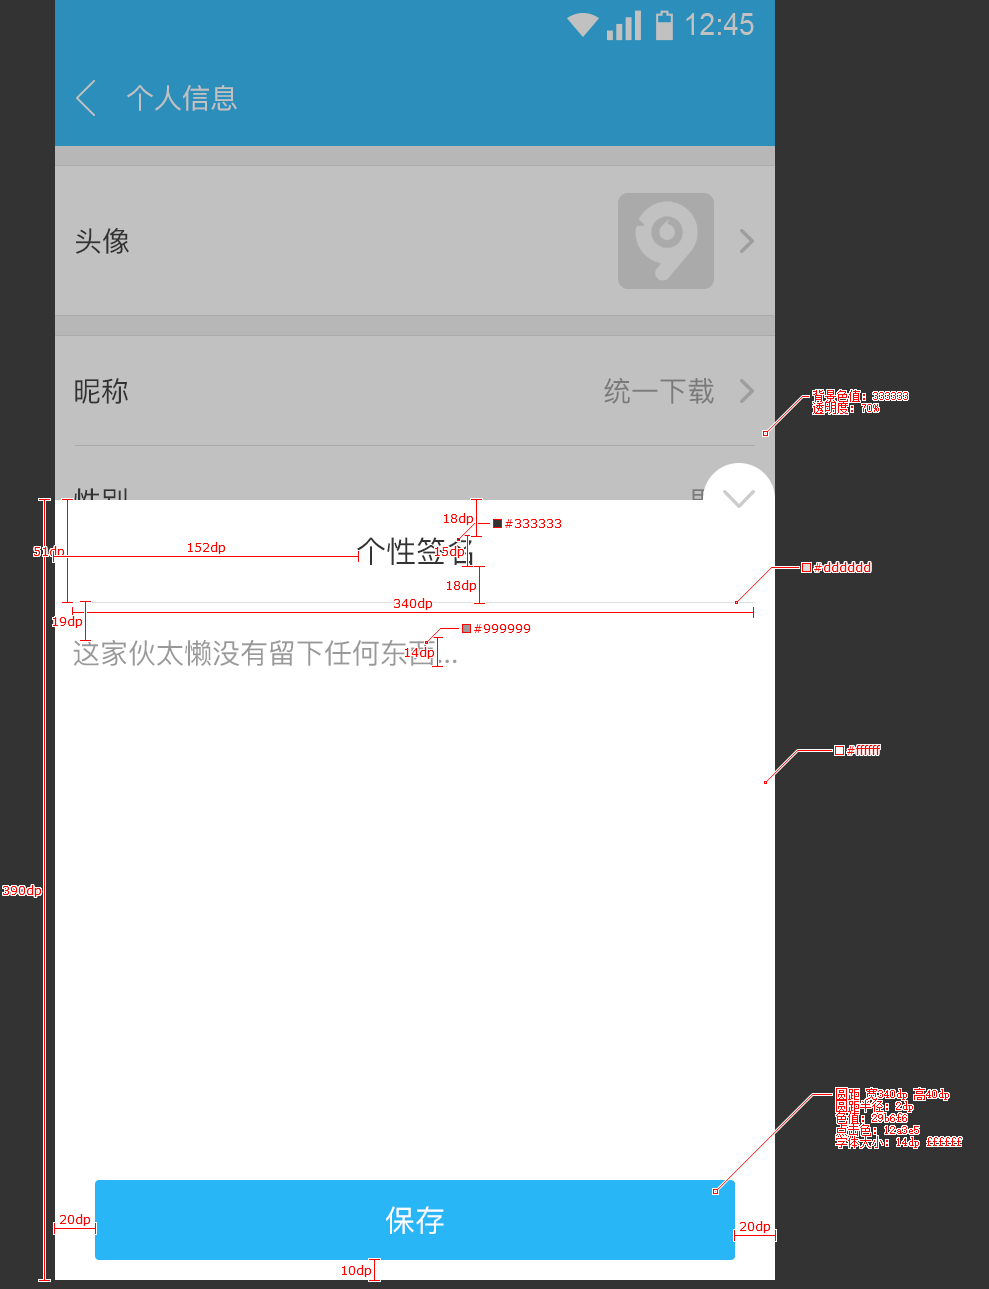 12:45
个人信息
头像
昵称
统一下载
背景色值：333333
透明度：70%
性别
18dp
#333333
51dp
152dp
个性签名
15dp
#dddddd
18dp
340dp
19dp
#999999
14dp
这家伙太懒没有留下任何东西...
#ffffff
390dp
圆距 宽340dp 高40dp
圆距半径：2dp
色值：29b6f6
点击色：12a3e5
字体大小：14dp ffffff
保存
20dp
20dp
10dp